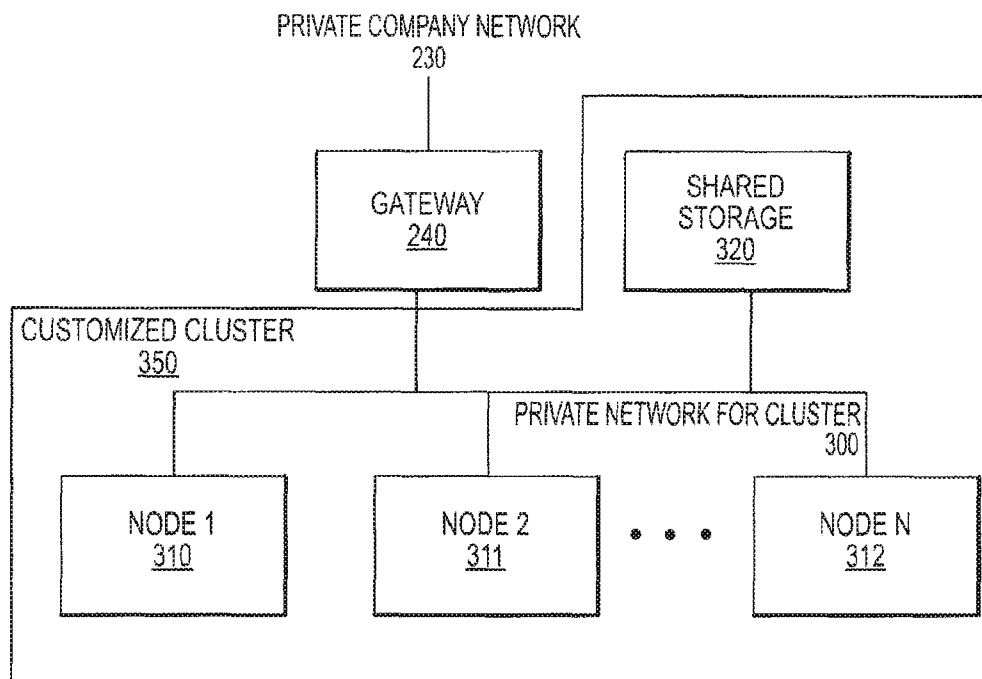 PRIVATE COMPANY NETWORK
230
GATEWAY
240
SHARED
STORAGE
320
CUSTOMIZED CLUSTER
350
PRIVATE NETWORK FOR CLUSTER
300
NODE 1
310
NODE 2
311
NODE N
312